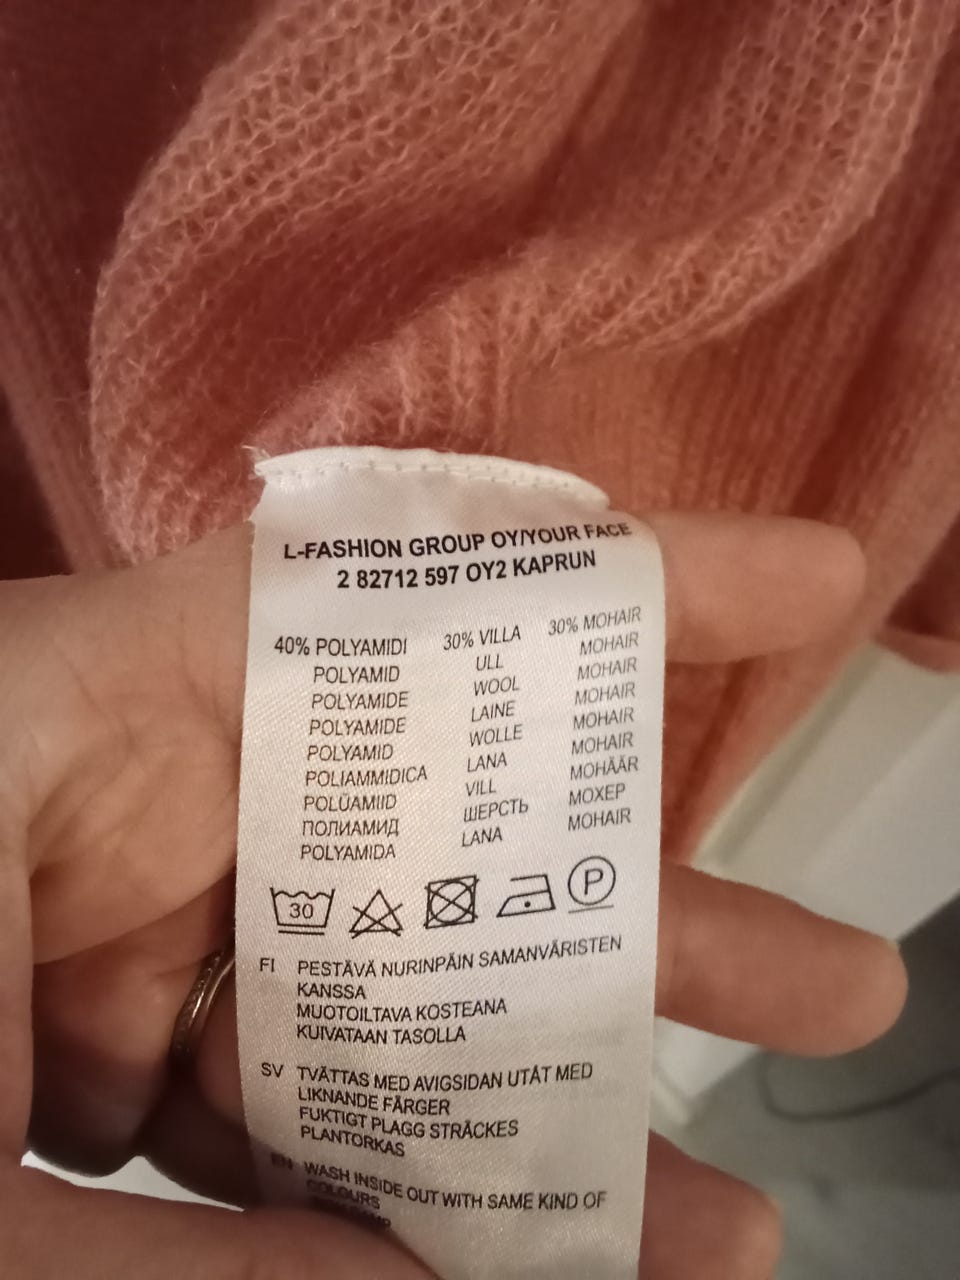 L-FASHION GROUP OY/YOUR FACE
2 82712 597 OY2 KAPRUN
40% POLYAMIDI 30% VILLA 30% MOHAIR
POLYAMID ULL MOHAIR
POLYAMIDE WOOL MOHAIR
POLYAMIDE LAINE MOHAIR
POLYAMID WOLLE MOHAIR
POLIAMMIDICA LANA MOHAIR
POLÜAMIID VILL MOHÄÄR
ПОЛИАМИД ШЕРСТЬ МОХЕР
POLYAMIDA LANA MOHAIR
30 P
FI PESTÄVÄ NURINPÄIN SAMANVÄRISTEN
KANSSA
MUOTOILTAVA KOSTEANA
KUIVATAAN TASOLLA
SV TVÄTTAS MED AVIGSIDAN UTÅT MED
LIKNANDE FÄRGER
FUKTIGT PLAGG STRÄCKES
PLANTORKAS
EN WASH INSIDE OUT WITH SAME KIND OF
COLOURS